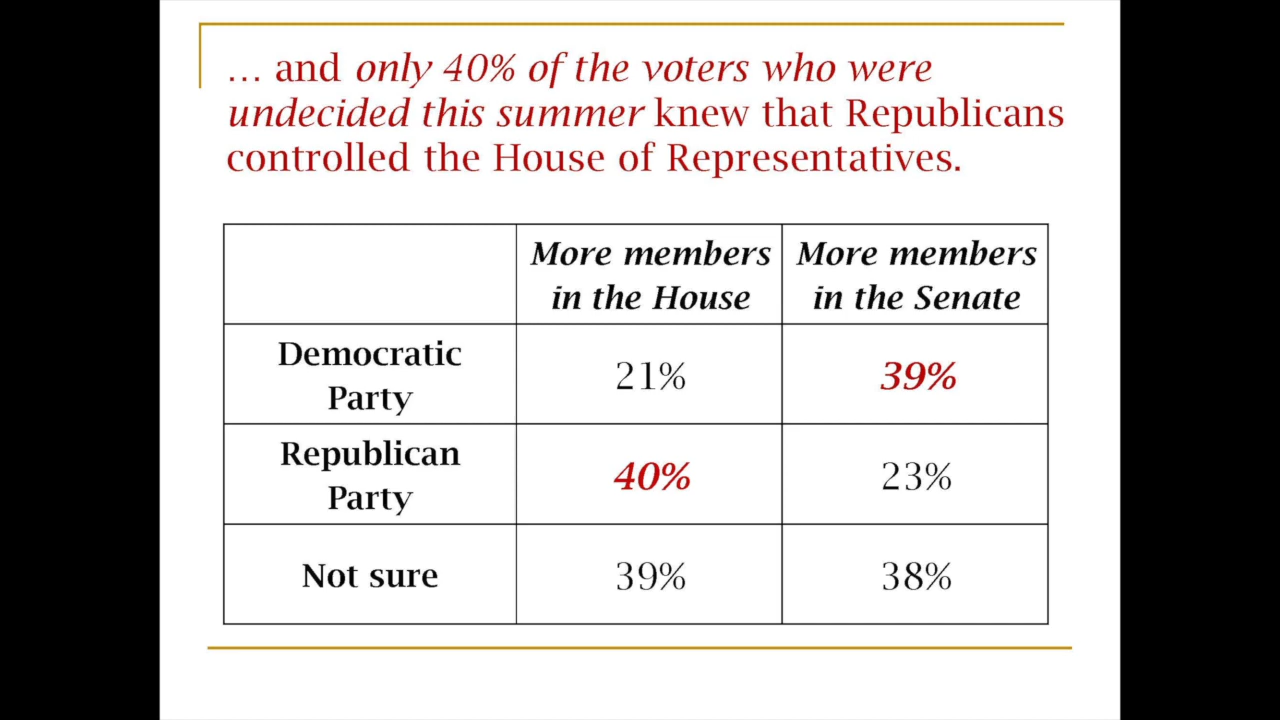 ... and only 40% of the voters who were
undecided this summer knew that Republicans
controlled the House of Representatives.
More members in the House
More members in the Senate
Democratic Party
21%
39%
Republican Party
40%
23%
Not sure
39%
38%